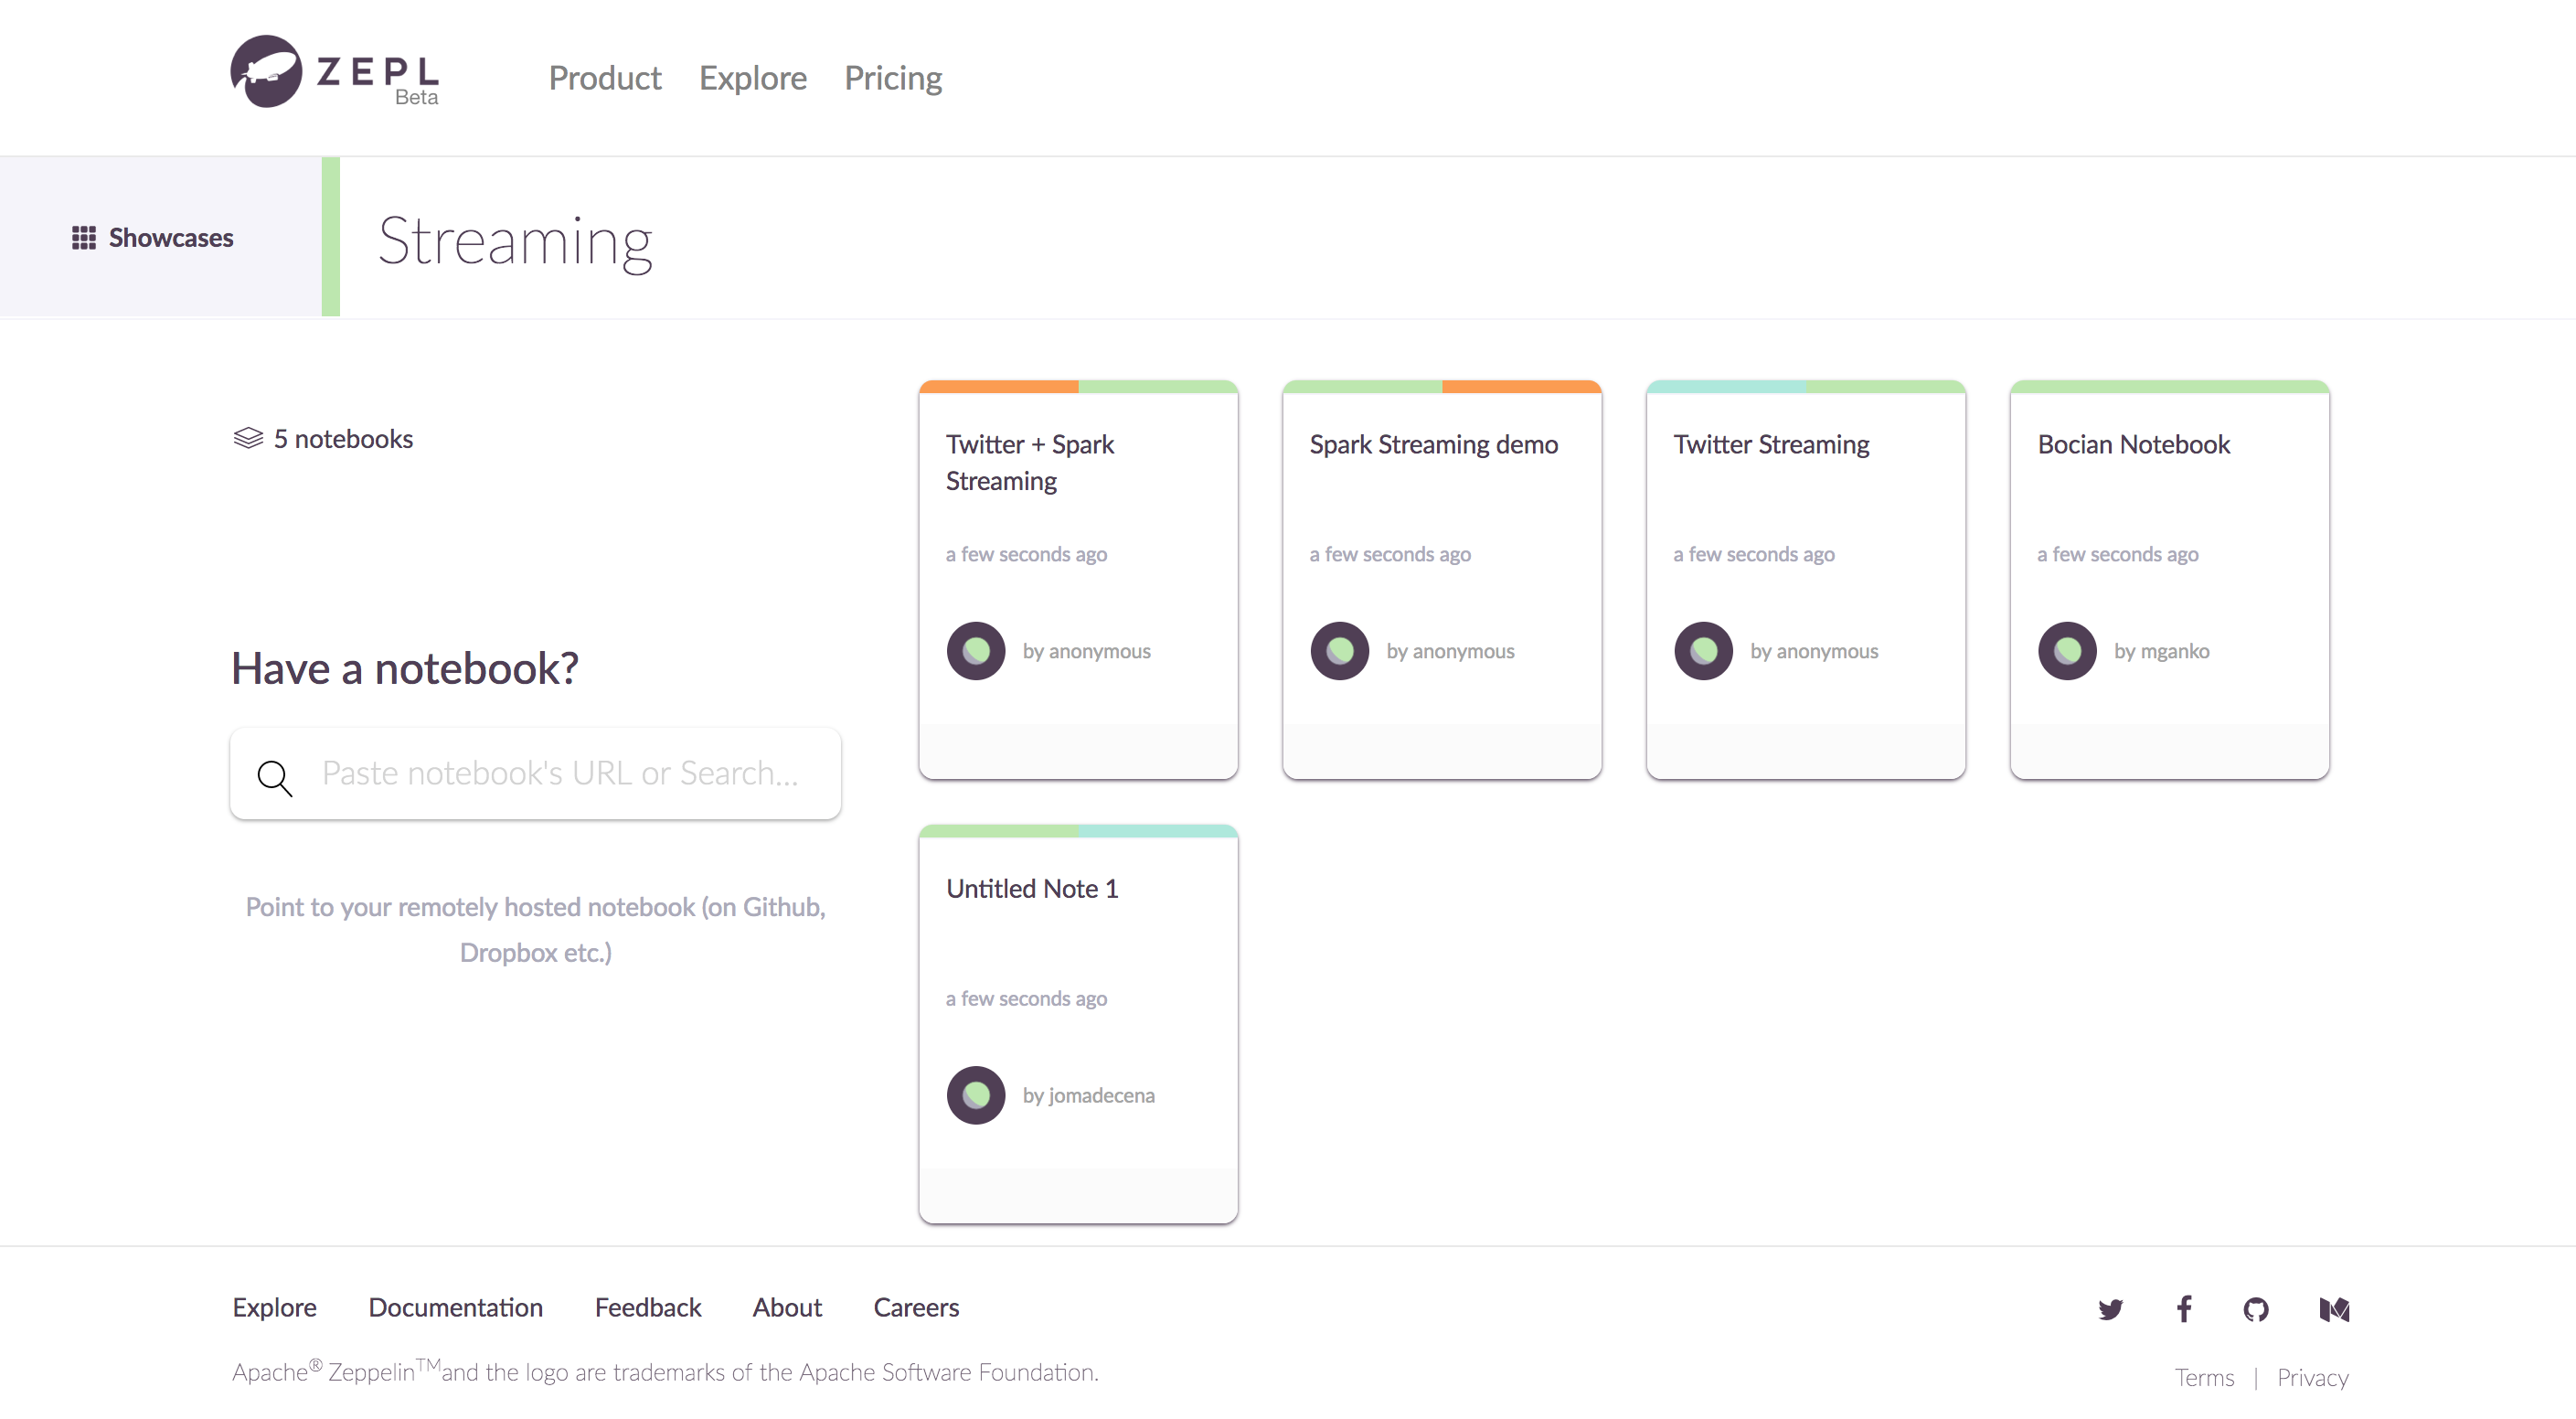 ZEPL
Beta
Product
Explore
Pricing
Showcases
Streaming
5 notebooks
Have a notebook?
Paste notebook's URL or Search...
Point to your remotely hosted notebook (on Github,
Dropbox etc.)
Twitter + Spark
Streaming
a few seconds ago
by anonymous
Spark Streaming demo
a few seconds ago
by anonymous
Twitter Streaming
a few seconds ago
by anonymous
Bocian Notebook
a few seconds ago
by mganko
Untitled Note 1
a few seconds ago
by jomadecena
Explore
Documentation
Feedback
About
Careers
Apache® Zeppelin™and the logo are trademarks of the Apache Software Foundation.
Terms | Privacy